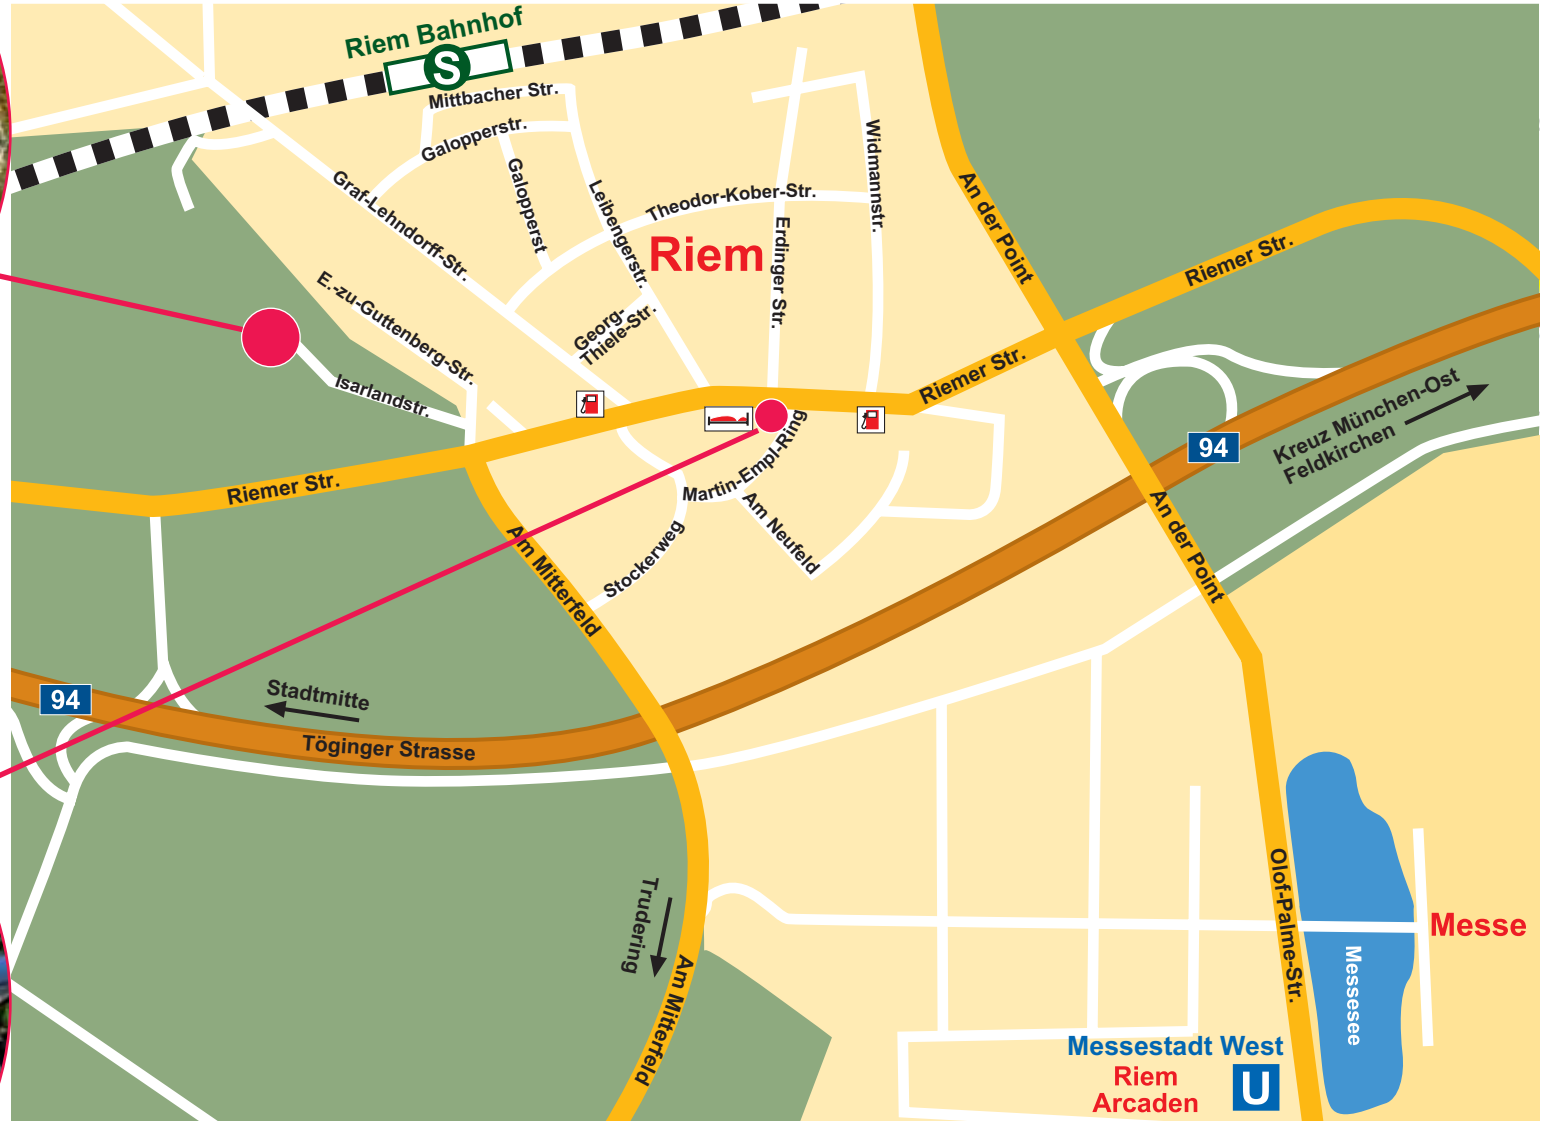 Riem Bahnhof
S
Mittbacher Str.
Galopperstr.
Galopperst
Leibengerstr.
Graf-Lehndorff-Str.
Theodor-Kober-Str.
Widmannstr.
Erdinger Str.
An der Point
Riemer Str.
Riem
E.-zu-Guttenberg-Str.
Georg-
Thiele-Str.
Isarlandstr.
Riemer Str.
Kreuz München-Ost
Feldkirchen
94
Riemer Str.
Martin-Empl-Ring
Am Neufeld
Stockerweg
Am Mitterfeld
An der Point
94
Stadtmitte
Töginger Strasse
Trudering
Am Mitterfeld
Olof-Palme-Str.
Messe
Messesee
Messestadt West
Riem
Arcaden
U